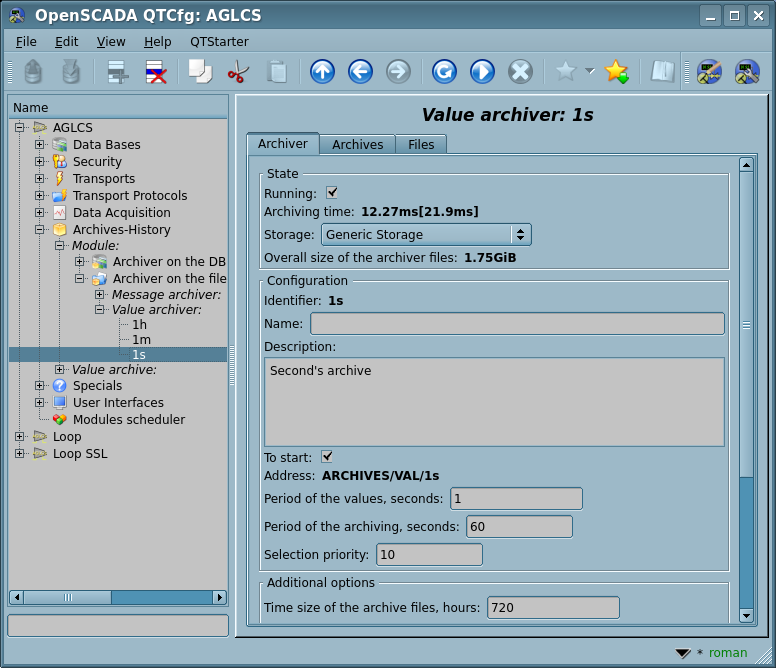 OpenSCADA QTCfg: AGLCS
File Edit View Help QTStarter
Name
AGLCS
Data Bases
Security
Transports
Transport Protocols
Data Acquisition
Archives-History
Module:
Archiver on the DB
Archiver on the file
Message archiver:
Value archiver:
1h
1m
1s
Value archive:
Specials
User Interfaces
Modules scheduler
Loop
Loop SSL
Value archiver: 1s
Archiver Archives Files
State
Running:
Archiving time: 12.27ms[21.9ms]
Storage: Generic Storage
Overall size of the archiver files: 1.75GiB
Configuration
Identifier: 1s
Name:
Description:
Second's archive
To start:
Address: ARCHIVES/VAL/1s
Period of the values, seconds: 1
Period of the archiving, seconds: 60
Selection priority: 10
Additional options
Time size of the archive files, hours: 720
* roman